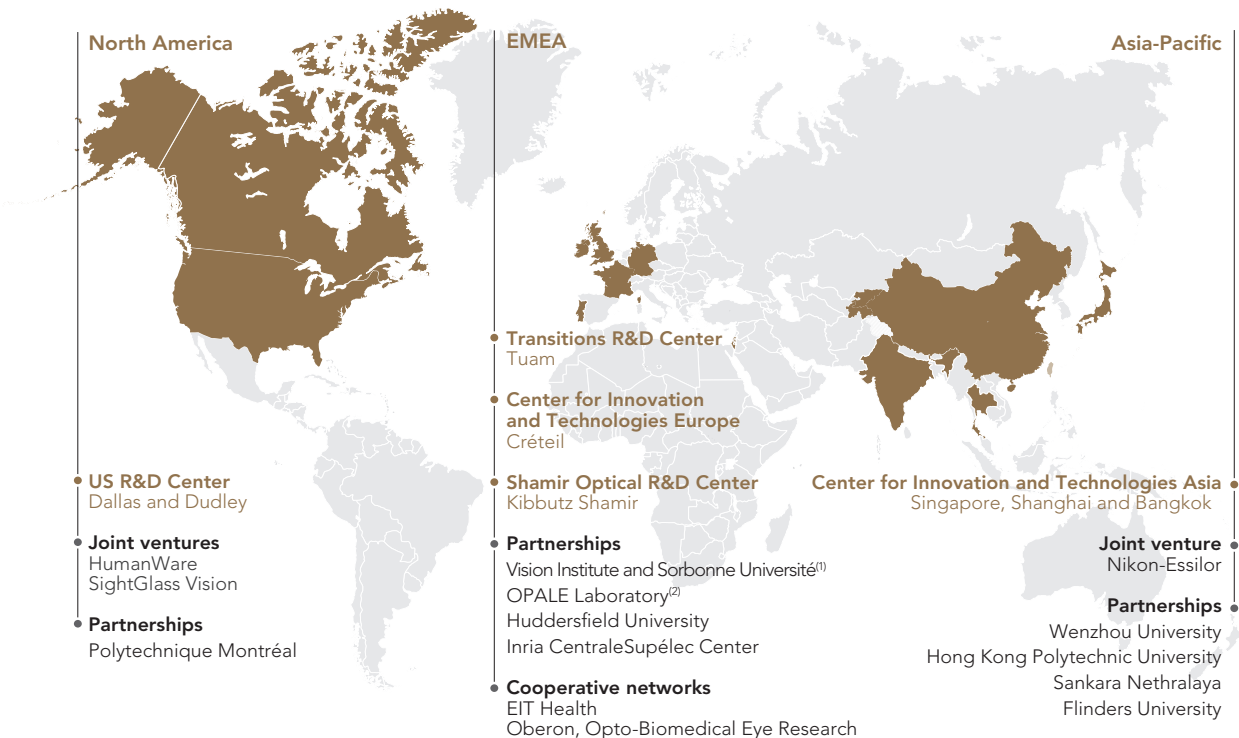 North America
US R&D Center
Dallas and Dudley
Joint ventures
HumanWare
SightGlass Vision
Partnerships
Polytechnique Montréal
EMEA
Transitions R&D Center
Tuam
Center for Innovation
and Technologies Europe
Créteil
Shamir Optical R&D Center
Kibbutz Shamir
Partnerships
Vision Institute and Sorbonne Université(1)
OPALE Laboratory(2)
Huddersfield University
Inria CentraleSupélec Center
Cooperative networks
EIT Health
Oberon, Opto-Biomedical Eye Research
Asia-Pacific
Center for Innovation and Technologies Asia
Singapore, Shanghai and Bangkok
Joint venture
Nikon-Essilor
Partnerships
Wenzhou University
Hong Kong Polytechnic University
Sankara Nethralaya
Flinders University